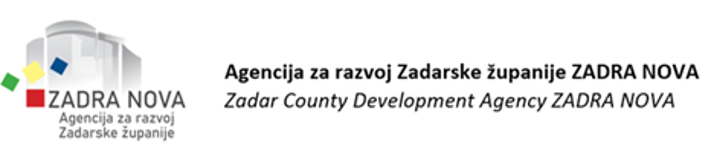 ZADRA NOVA
Agencija za razvoj
Zadarske županije
Agencija za razvoj Zadarske županije ZADRA NOVA
Zadar County Development Agency ZADRA NOVA